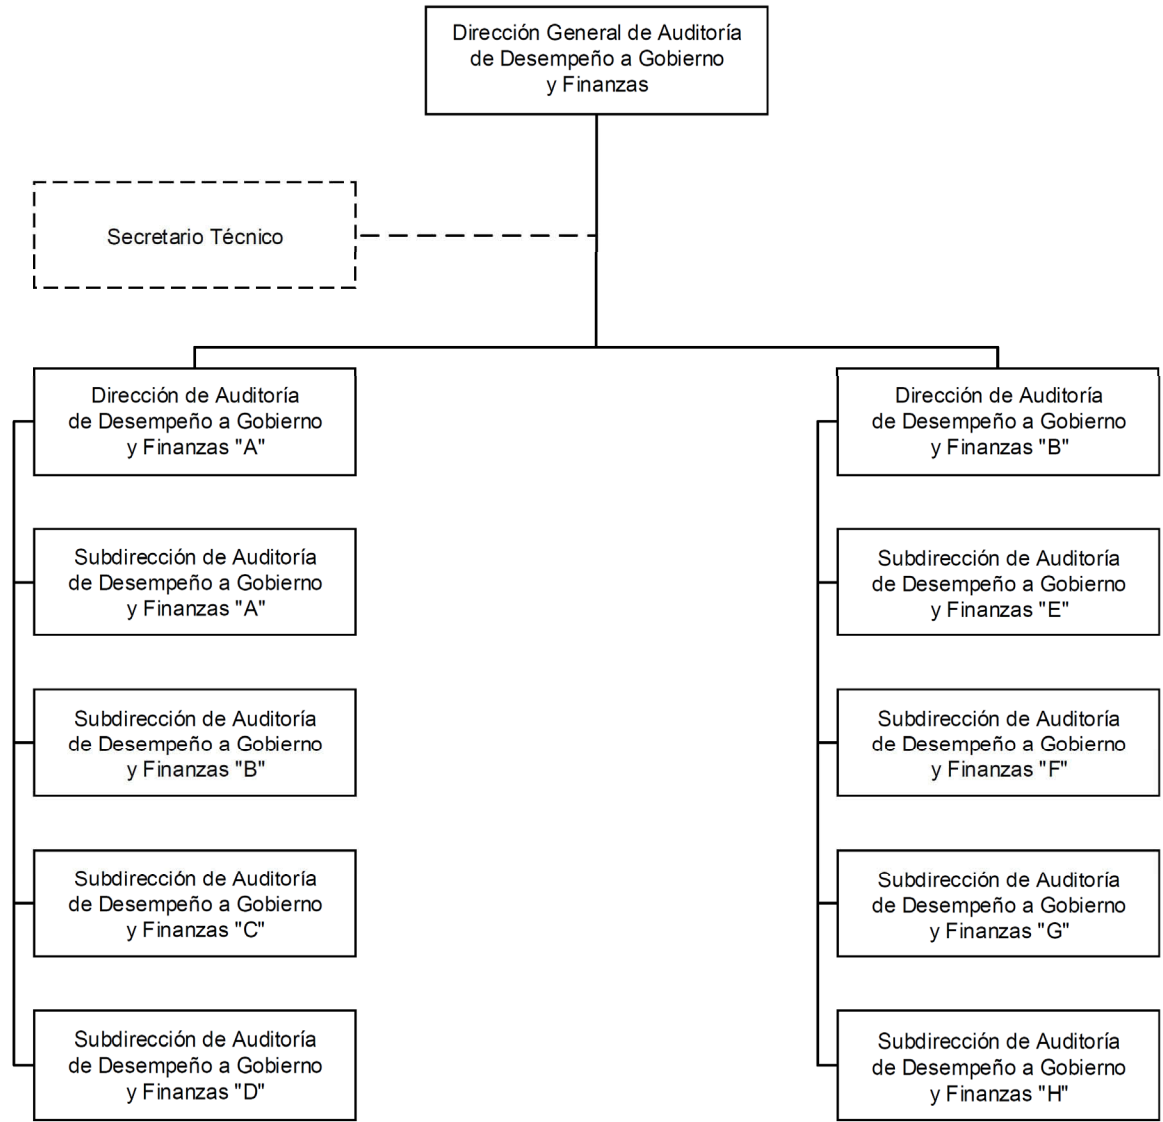 Dirección General de Auditoría
de Desempeño a Gobierno
y Finanzas
Secretario Técnico
Dirección de Auditoría
de Desempeño a Gobierno
y Finanzas "A"
Subdirección de Auditoría
de Desempeño a Gobierno
y Finanzas "A"
Subdirección de Auditoría
de Desempeño a Gobierno
y Finanzas "B"
Subdirección de Auditoría
de Desempeño a Gobierno
y Finanzas "C"
Subdirección de Auditoría
de Desempeño a Gobierno
y Finanzas "D"
Dirección de Auditoría
de Desempeño a Gobierno
y Finanzas "B"
Subdirección de Auditoría
de Desempeño a Gobierno
y Finanzas "E"
Subdirección de Auditoría
de Desempeño a Gobierno
y Finanzas "F"
Subdirección de Auditoría
de Desempeño a Gobierno
y Finanzas "G"
Subdirección de Auditoría
de Desempeño a Gobierno
y Finanzas "H"